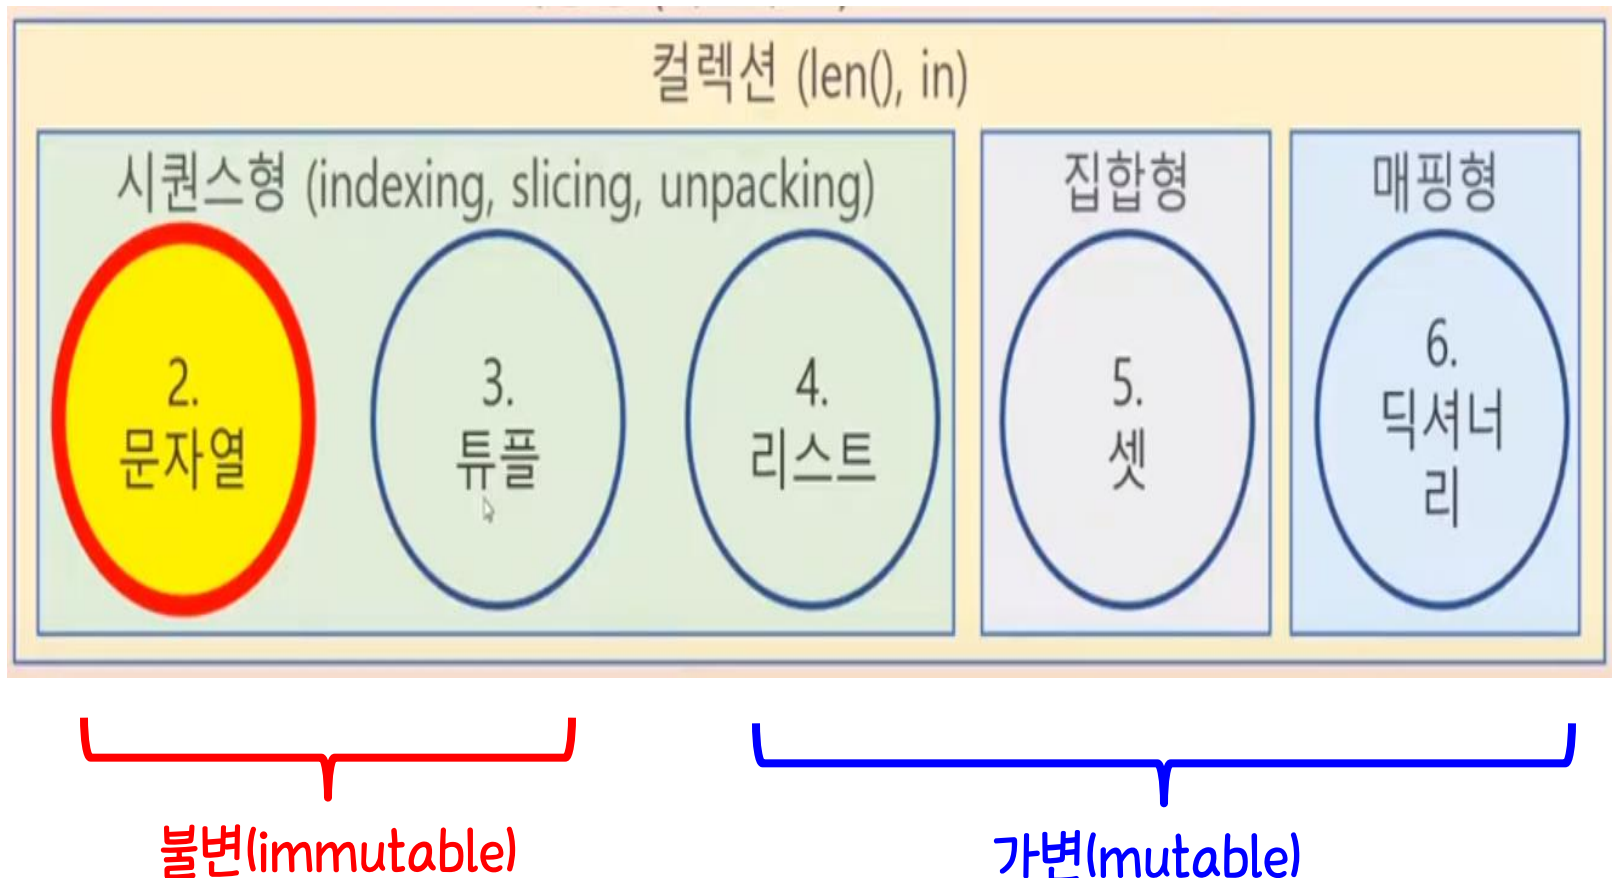 컬렉션 (len(), in)
시퀀스형 (indexing, slicing, unpacking)
집합형
매핑형
2.
문자열
3.
튜플
4.
리스트
5.
셋
6.
딕셔너
리
불변(immutable)
가변(mutable)